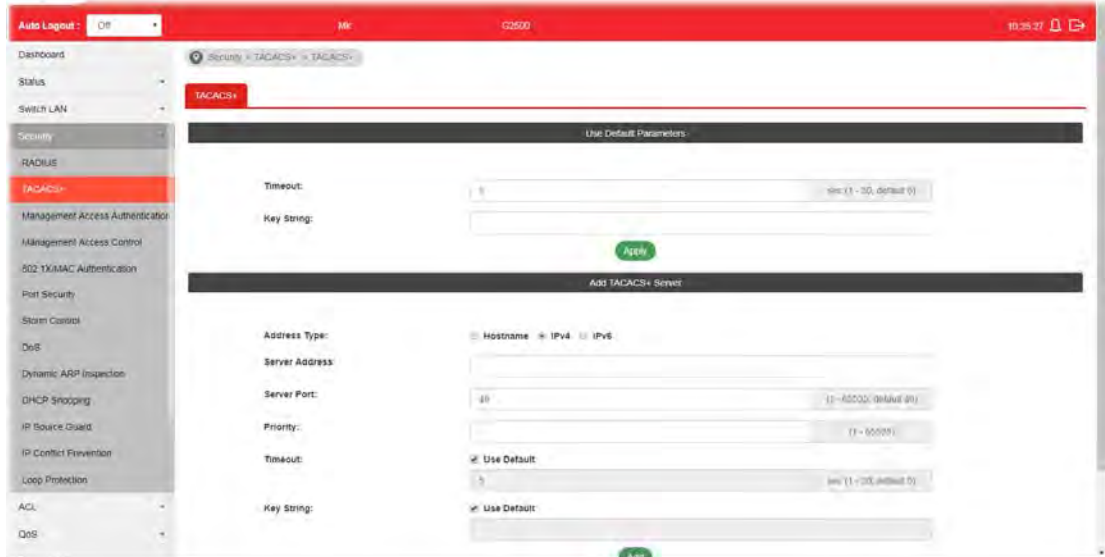 Auto Logout : Off
G2500
10:35:27
Dashboard
Security > TACACS+ > TACACS+
Status
Switch LAN
TACACS+
Security
Use Default Parameters
RADIUS
TACACS+
Timeout:
5
sec (1 - 30, default 5)
Management Access Authentication
Key String:
Management Access Control
Apply
802.1X/MAC Authentication
Add TACACS+ Server
Port Security
Storm Control
Address Type:
Hostname IPv4 IPv6
DoS
Server Address
Dynamic ARP Inspection
DHCP Snooping
Server Port:
49
(1 - 65535, default 49)
IP Source Guard
Priority:
(1 - 65535)
IP Conflict Prevention
Timeout:
Use Default
Loop Protection
5
sec (1 - 30, default 5)
ACL
Key String:
Use Default
QoS
Add